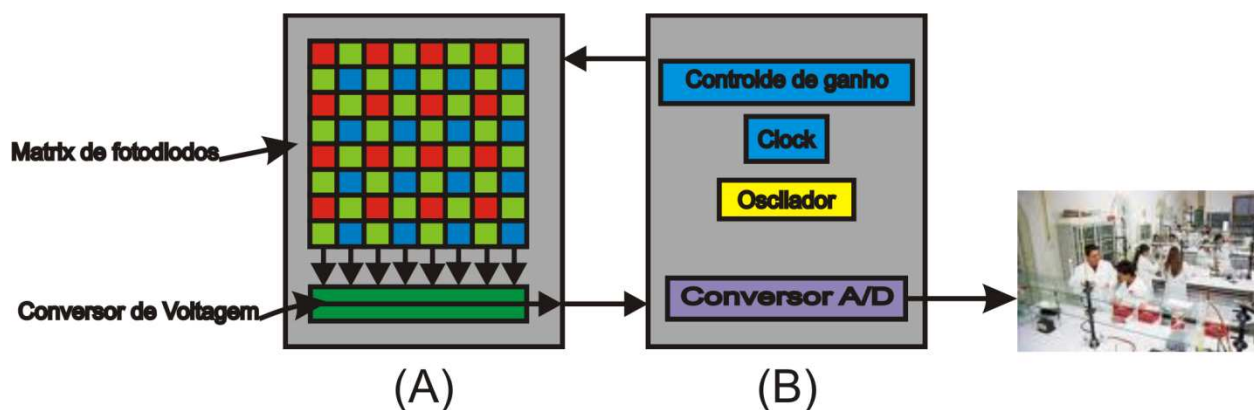 Controlde de ganho
Clock
Matrix de fotodiodos
Oscilador
Conversor A/D
Conversor de Voltagem
(A)
(B)